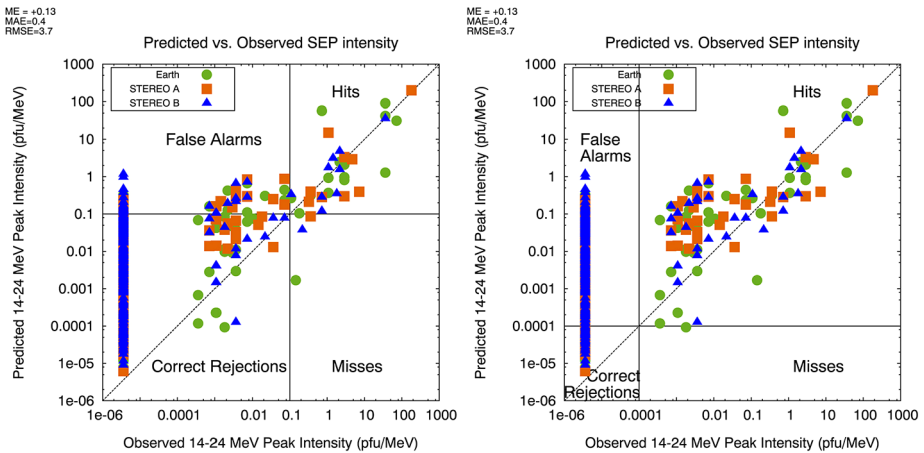 ME = +0.13
MAE=0.4
RMSE=3.7
Predicted vs. Observed SEP intensity
Predicted 14-24 MeV Peak Intensity (pfu/MeV)
1000
100
10
1
0.1
0.01
0.001
0.0001
1e-05
1e-06
Earth
STEREO A
STEREO B
Hits
False Alarms
Correct Rejections
Misses
1e-06
0.0001
0.01
0.1
1
10
100
1000
Observed 14-24 MeV Peak Intensity (pfu/MeV)
ME = +0.13
MAE=0.4
RMSE=3.7
Predicted vs. Observed SEP intensity
Predicted 14-24 MeV Peak Intensity (pfu/MeV)
1000
100
10
1
0.1
0.01
0.001
0.0001
1e-05
1e-06
Earth
STEREO A
STEREO B
Hits
False
Alarms
Correct
Rejections
Misses
1e-06
0.0001
0.01
0.1
1
10
100
1000
Observed 14-24 MeV Peak Intensity (pfu/MeV)